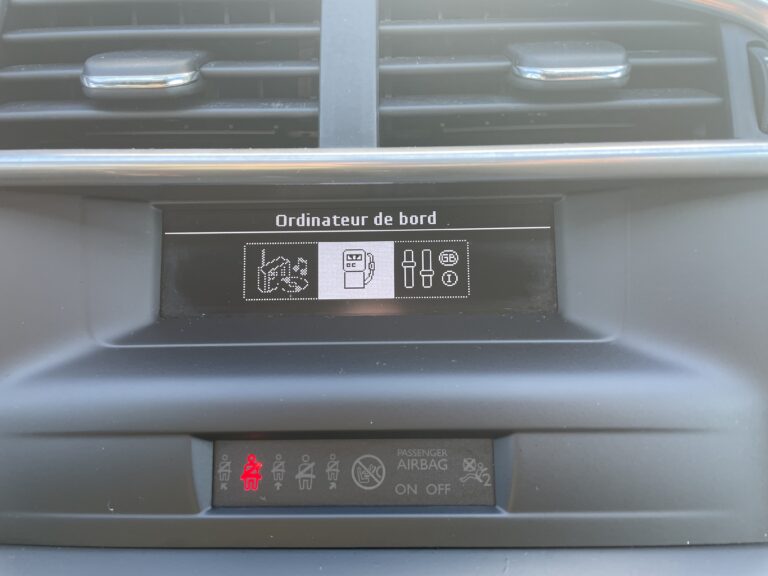 Ordinateur de bord
GB
I
PASSENGER
AIRBAG
ON OFF
2